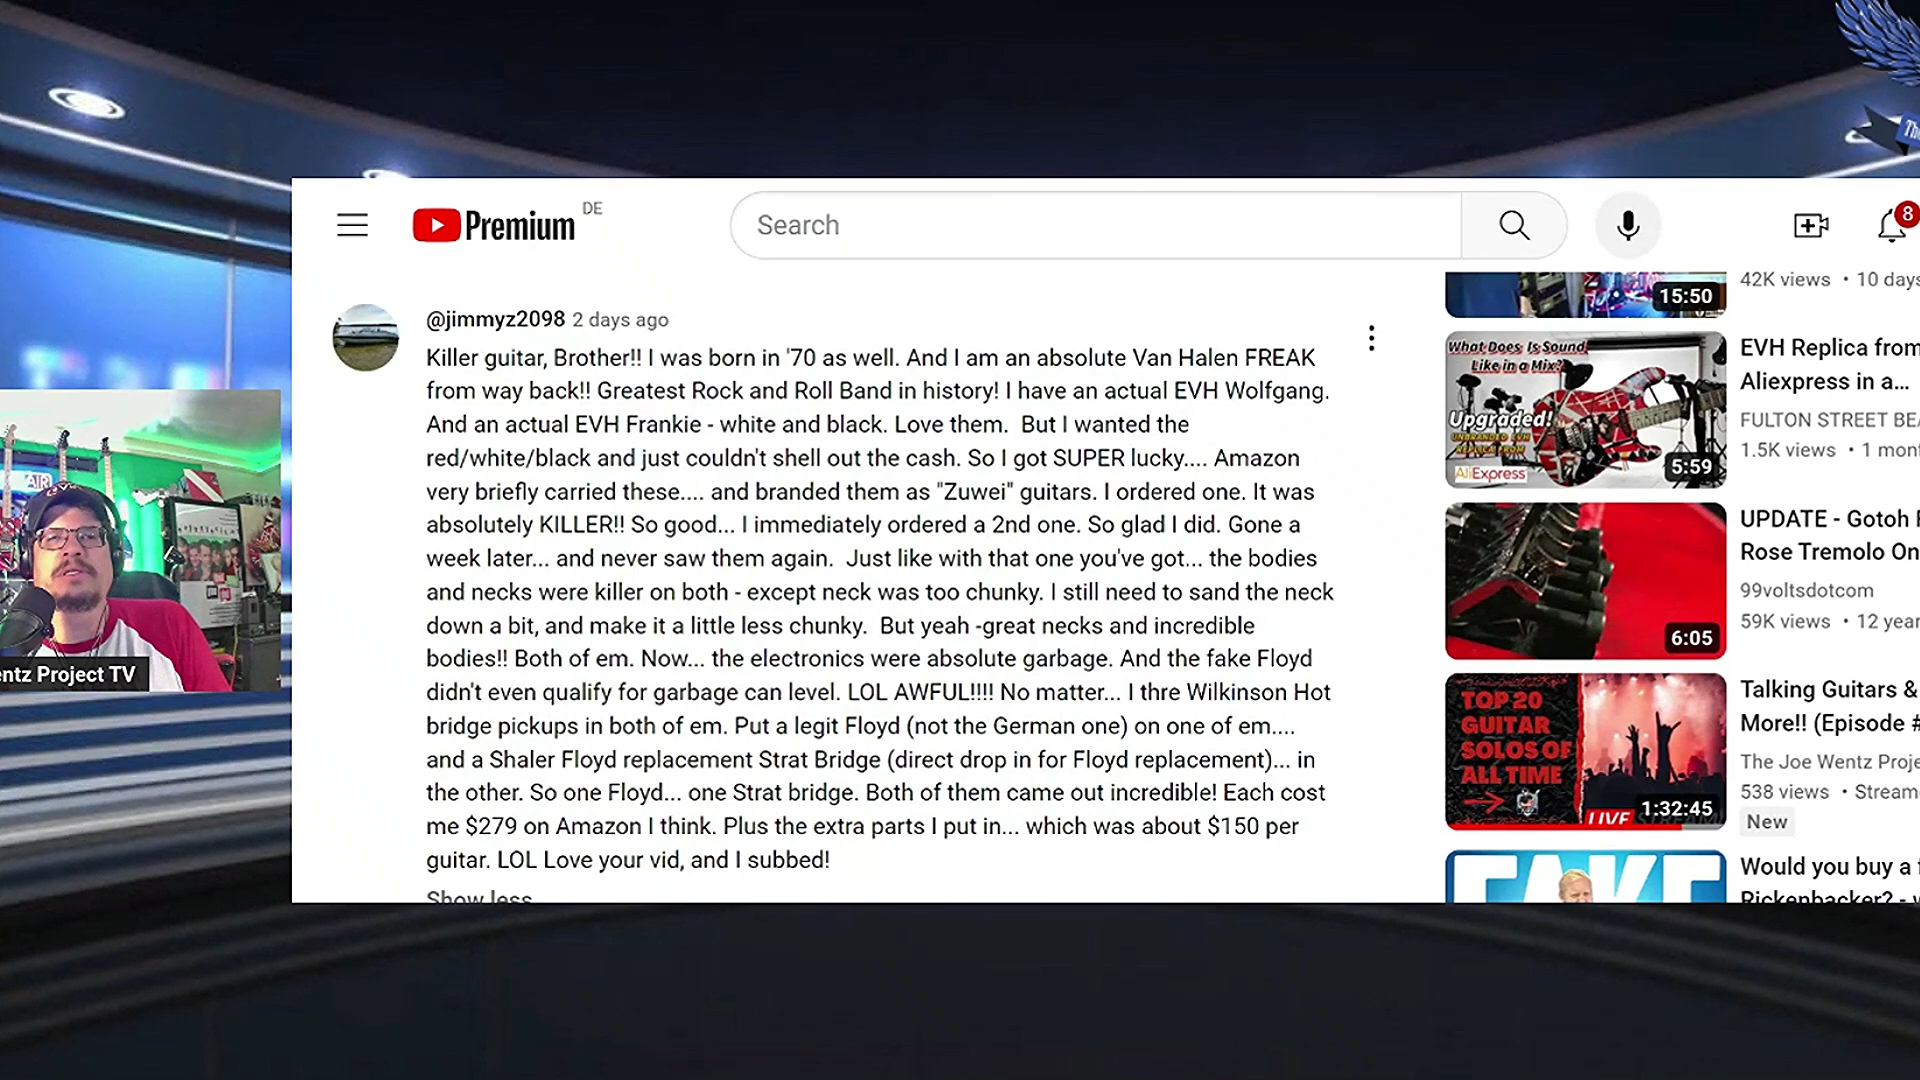 The
Premium
DE
Search
8
@jimmyz2098 2 days ago
Killer guitar, Brother!! I was born in '70 as well. And I am an absolute Van Halen FREAK
from way back!! Greatest Rock and Roll Band in history! I have an actual EVH Wolfgang.
And an actual EVH Frankie - white and black. Love them.  But I wanted the
red/white/black and just couldn't shell out the cash. So I got SUPER lucky.... Amazon
very briefly carried these.... and branded them as "Zuwei" guitars. I ordered one. It was
absolutely KILLER!! So good... I immediately ordered a 2nd one. So glad I did. Gone a
week later... and never saw them again.  Just like with that one you've got... the bodies
and necks were killer on both - except neck was too chunky. I still need to sand the neck
down a bit, and make it a little less chunky.  But yeah -great necks and incredible
bodies!! Both of em. Now... the electronics were absolute garbage. And the fake Floyd
didn't even qualify for garbage can level. LOL AWFUL!!!! No matter... I thre Wilkinson Hot
bridge pickups in both of em. Put a legit Floyd (not the German one) on one of em....
and a Shaler Floyd replacement Strat Bridge (direct drop in for Floyd replacement)... in
the other. So one Floyd... one Strat bridge. Both of them came out incredible! Each cost
me $279 on Amazon I think. Plus the extra parts I put in... which was about $150 per
guitar. LOL Love your vid, and I subbed!
Show less
AIR
entz Project TV
15:50
42K views • 10 days
What Does Is Sound
Like in a Mix?
Upgraded!
UNBRANDED EVH
REPLICA FROM
AliExpress
5:59
EVH Replica from
Aliexpress in a...
FULTON STREET BEA
1.5K views • 1 mont
6:05
UPDATE - Gotoh F
Rose Tremolo On
99voltsdotcom
59K views • 12 year
TOP 20
GUITAR
SOLOS OF
ALL TIME
LIVE STREAM
1:32:45
Talking Guitars &
More!! (Episode #
The Joe Wentz Proje
538 views • Stream
New
FAKE
Would you buy a f
Rickenbacker? - w